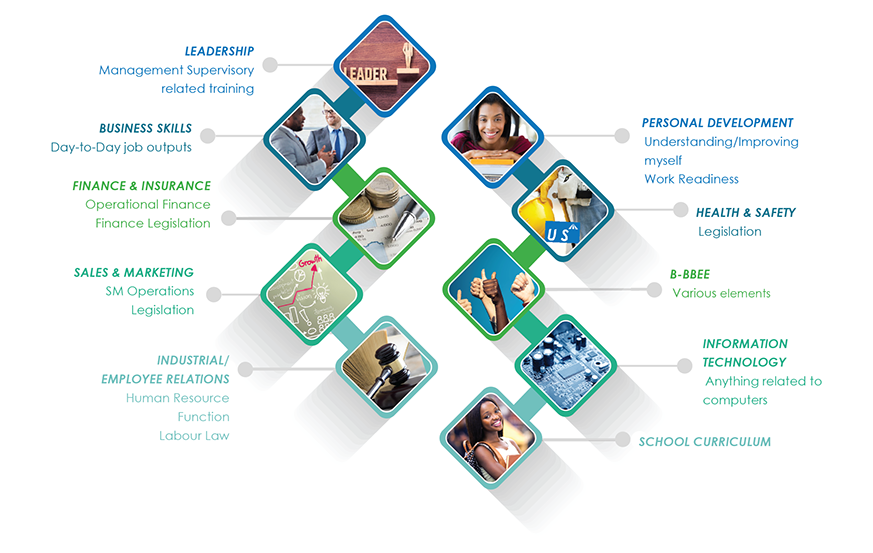 LEADERSHIP
Management Supervisory
related training
LEADER
BUSINESS SKILLS
Day-to-Day job outputs
FINANCE & INSURANCE
Operational Finance
Finance Legislation
SALES & MARKETING
SM Operations
Legislation
Growth
INDUSTRIAL/
EMPLOYEE RELATIONS
Human Resource
Function
Labour Law
PERSONAL DEVELOPMENT
Understanding/Improving
myself
Work Readiness
HEALTH & SAFETY
Legislation
US
B-BBEE
Various elements
INFORMATION
TECHNOLOGY
Anything related to
computers
SCHOOL CURRICULUM